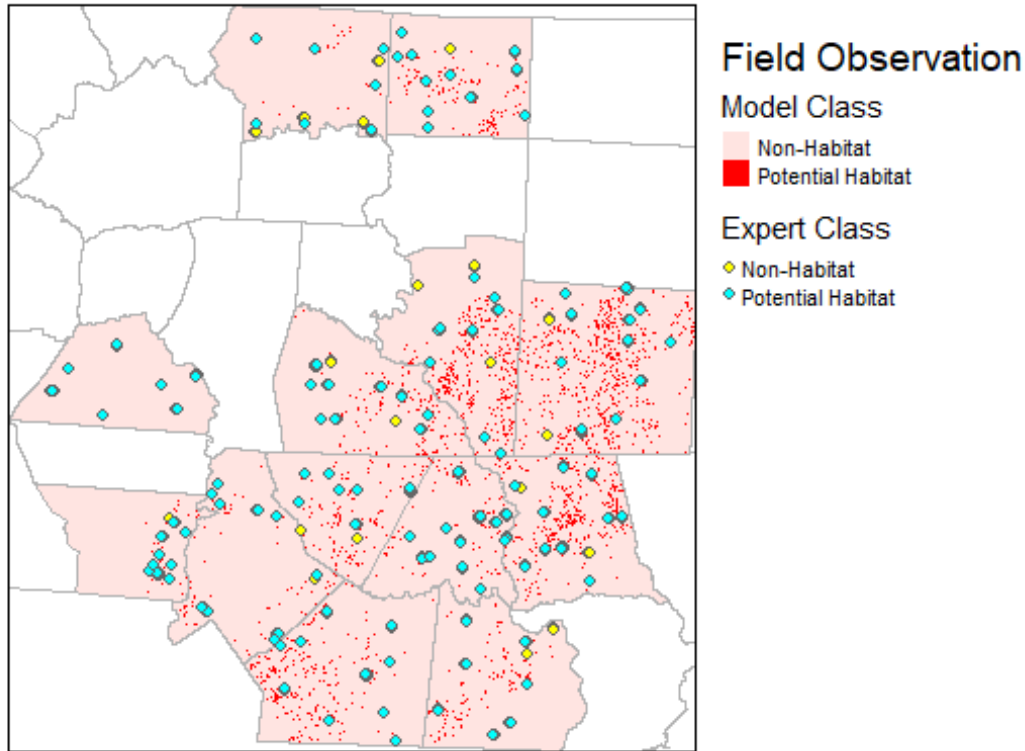 Field Observation
Model Class
Non-Habitat
Potential Habitat
Expert Class
Non-Habitat
Potential Habitat